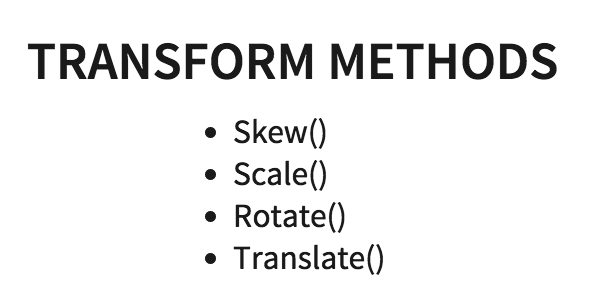 TRANSFORM METHODS
• Skew()
• Scale()
• Rotate()
• Translate()